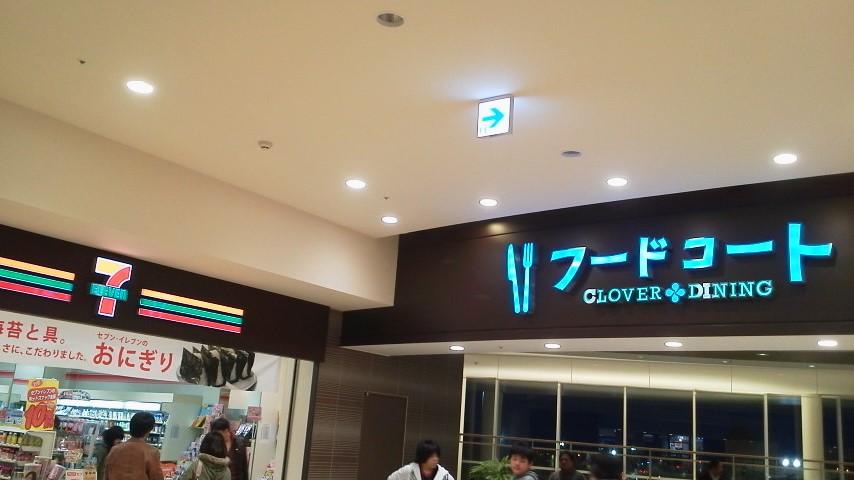 7
ELEVEN
海苔と具。
さに、こだわりました。
セブン-イレブンの
おにぎり
フードコート
CLOVER DINING